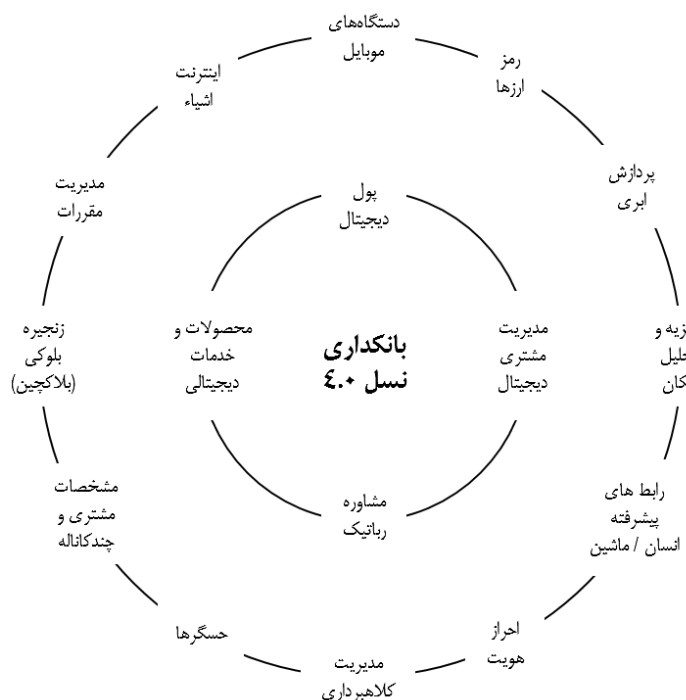 دستگاه‌های
موبایل
رمز
ارزها
پردازش
ابری
رابط های
پیشرفته
انسان / ماشین
احراز
هویت
مدیریت
کلاهبرداری
حسگرها
مشخصات
مشتری و
چندکاناله
زنجیره
بلوکی
(بلاکچین)
مدیریت
مقررات
اینترنت
اشیاء
پول
دیجیتال
مدیریت
مشتری
دیجیتال
مشاوره
رباتیک
محصولات و
خدمات
دیجیتالی
بانکداری
نسل ٤.٠